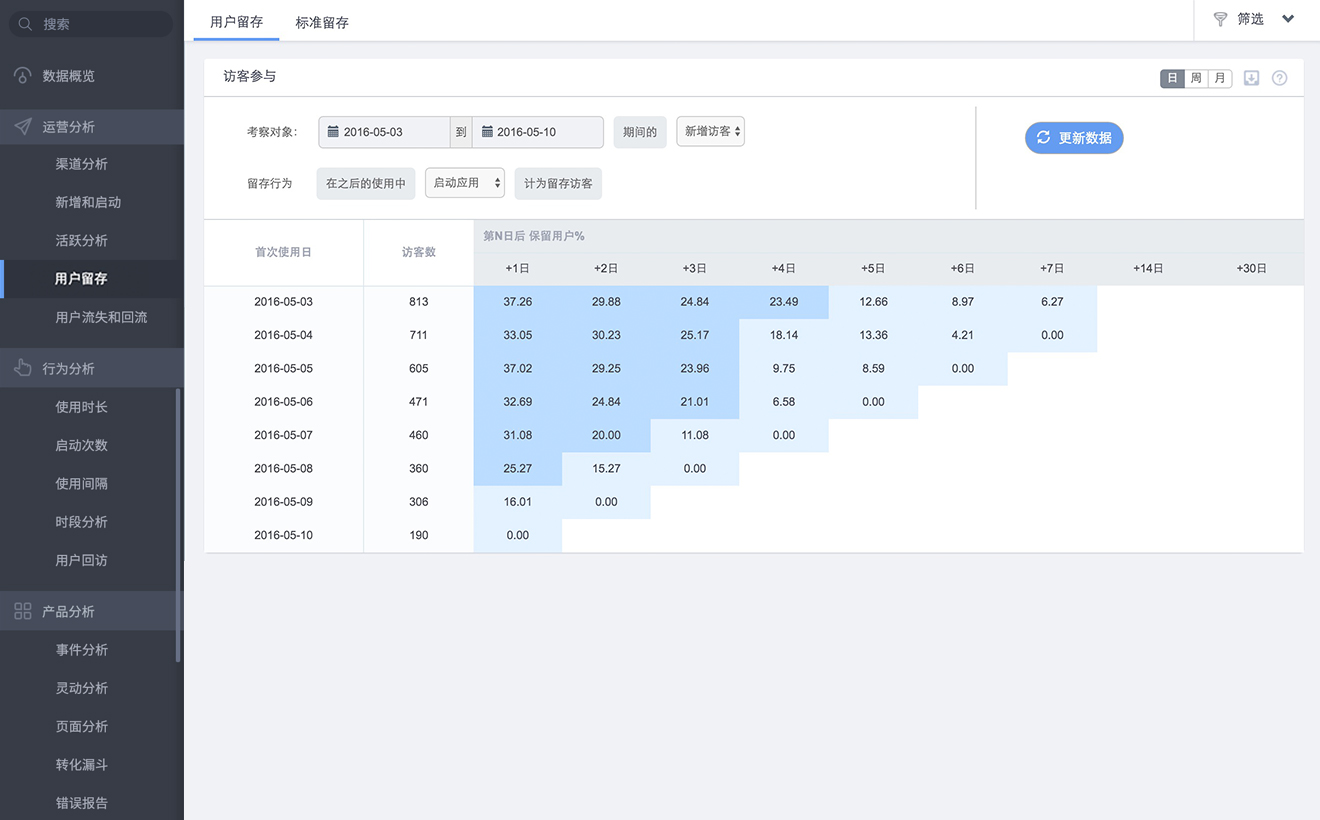 搜索
数据概览
运营分析
渠道分析
新增和启动
活跃分析
用户留存
用户流失和回流
行为分析
使用时长
启动次数
使用间隔
时段分析
用户回访
产品分析
事件分析
灵动分析
页面分析
转化漏斗
错误报告
用户留存 标准留存 筛选
访客参与 日 周 月 ?
考察对象: 2016-05-03 到 2016-05-10 期间的 新增访客 更新数据
留存行为 在之后的使用中 启动应用 计为留存访客
首次使用日 访客数 第N日后 保留用户%
+1日 +2日 +3日 +4日 +5日 +6日 +7日 +14日 +30日
2016-05-03 813 37.26 29.88 24.84 23.49 12.66 8.97 6.27
2016-05-04 711 33.05 30.23 25.17 18.14 13.36 4.21 0.00
2016-05-05 605 37.02 29.25 23.96 9.75 8.59 0.00
2016-05-06 471 32.69 24.84 21.01 6.58 0.00
2016-05-07 460 31.08 20.00 11.08 0.00
2016-05-08 360 25.27 15.27 0.00
2016-05-09 306 16.01 0.00
2016-05-10 190 0.00